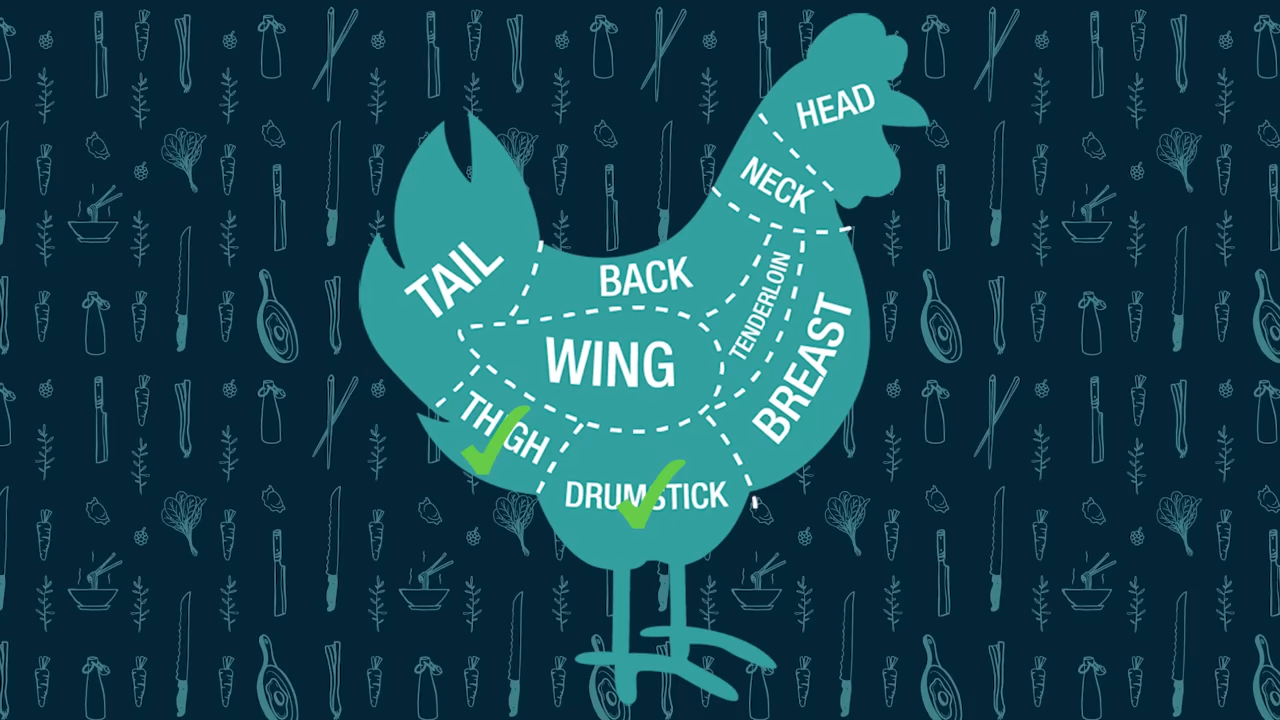 HEAD
NECK
TAIL
BACK
TENDERLOIN
WING
BREAST
THIGH
DRUMSTICK